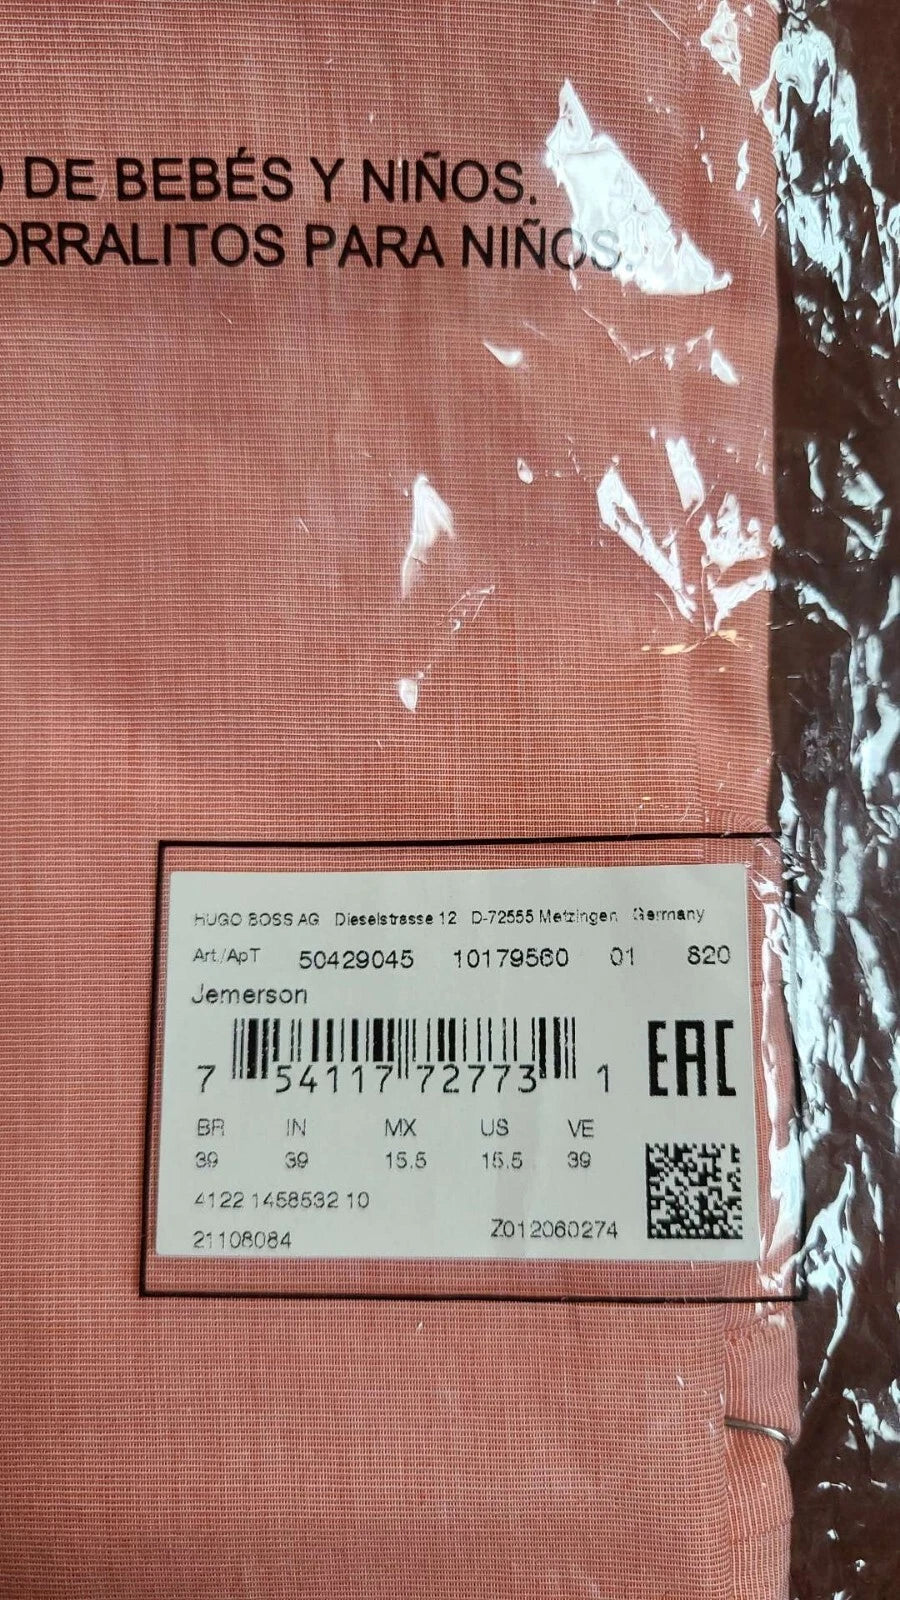 DE BEBÉS Y NIÑOS.
ORRALITOS PARA NIÑOS.
HUGO BOSS AG Dieselstrasse 12 D-72555 Metzingen Germany
Art./ApT 50429045 10179560 01 820
Jemerson
7 54117 72773 1 EAC
BR IN MX US VE
39 39 15.5 15.5 39
4122 1458532 10
21108084 Z012060274